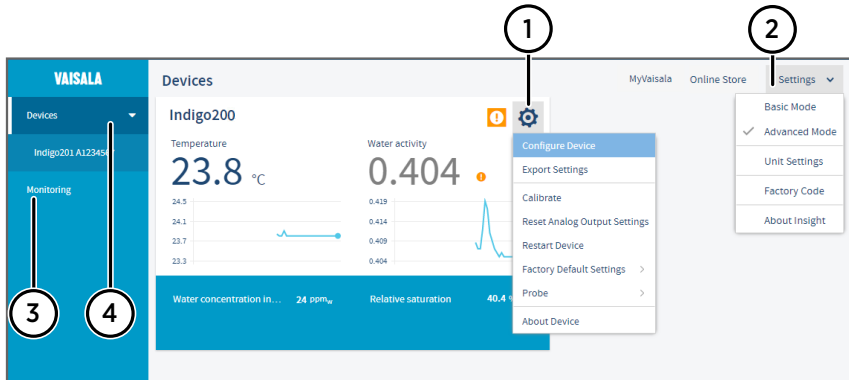 1
2
VAISALA
Devices
MyVaisala
Online Store
Settings
Devices
Indigo201 A123456
Monitoring
3
4
Indigo200
Temperature
23.8 °C
24.5
24.1
23.7
23.3
Water activity
0.404
0.419
0.414
0.409
0.404
Water concentration in...
24 ppmw
Relative saturation
40.4
Configure Device
Export Settings
Calibrate
Reset Analog Output Settings
Restart Device
Factory Default Settings
Probe
About Device
Basic Mode
Advanced Mode
Unit Settings
Factory Code
About Insight